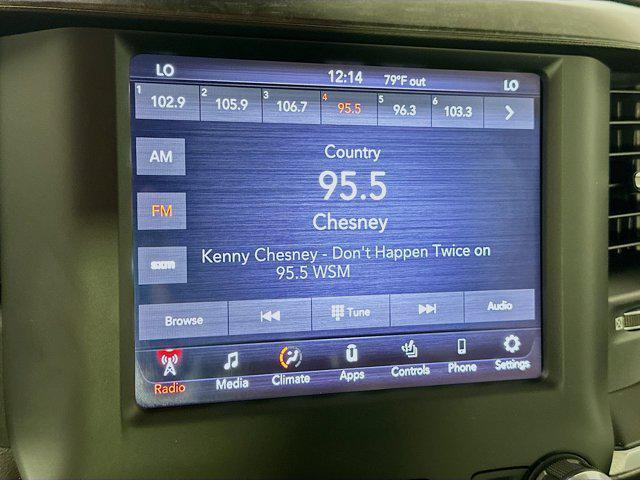 LO 12:14 79°F out LO
1 102.9 2 105.9 3 106.7 4 95.5 5 96.3 6 103.3
AM
Country
95.5
FM
Chesney
Kenny Chesney - Don't Happen Twice on
95.5 WSM
sxm
Browse Tune Audio
Radio Media Climate Apps Controls Phone Settings